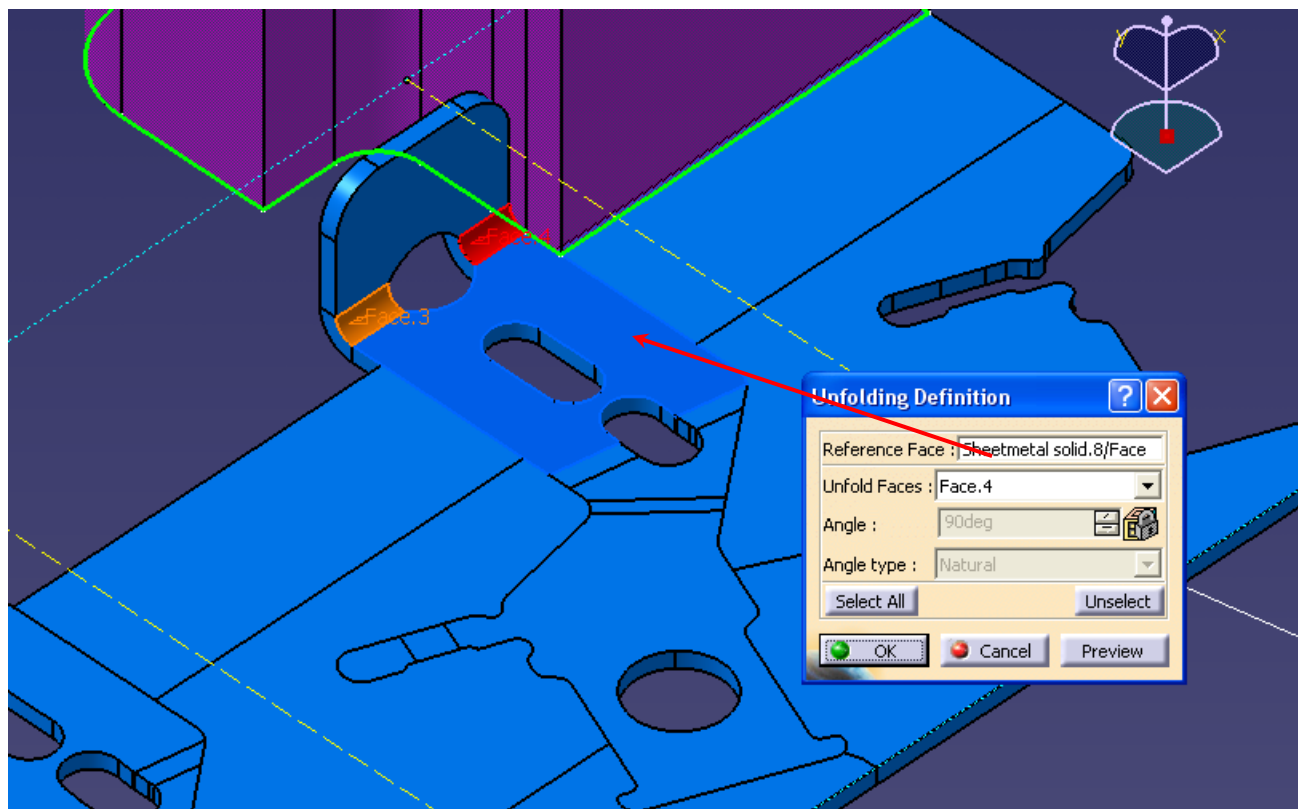 y
x
Face.4
Face.3
Unfolding Definition
Reference Face : Sheetmetal solid.8/Face
Unfold Faces : Face.4
Angle : 90deg
Angle type : Natural
Select All Unselect
OK Cancel Preview